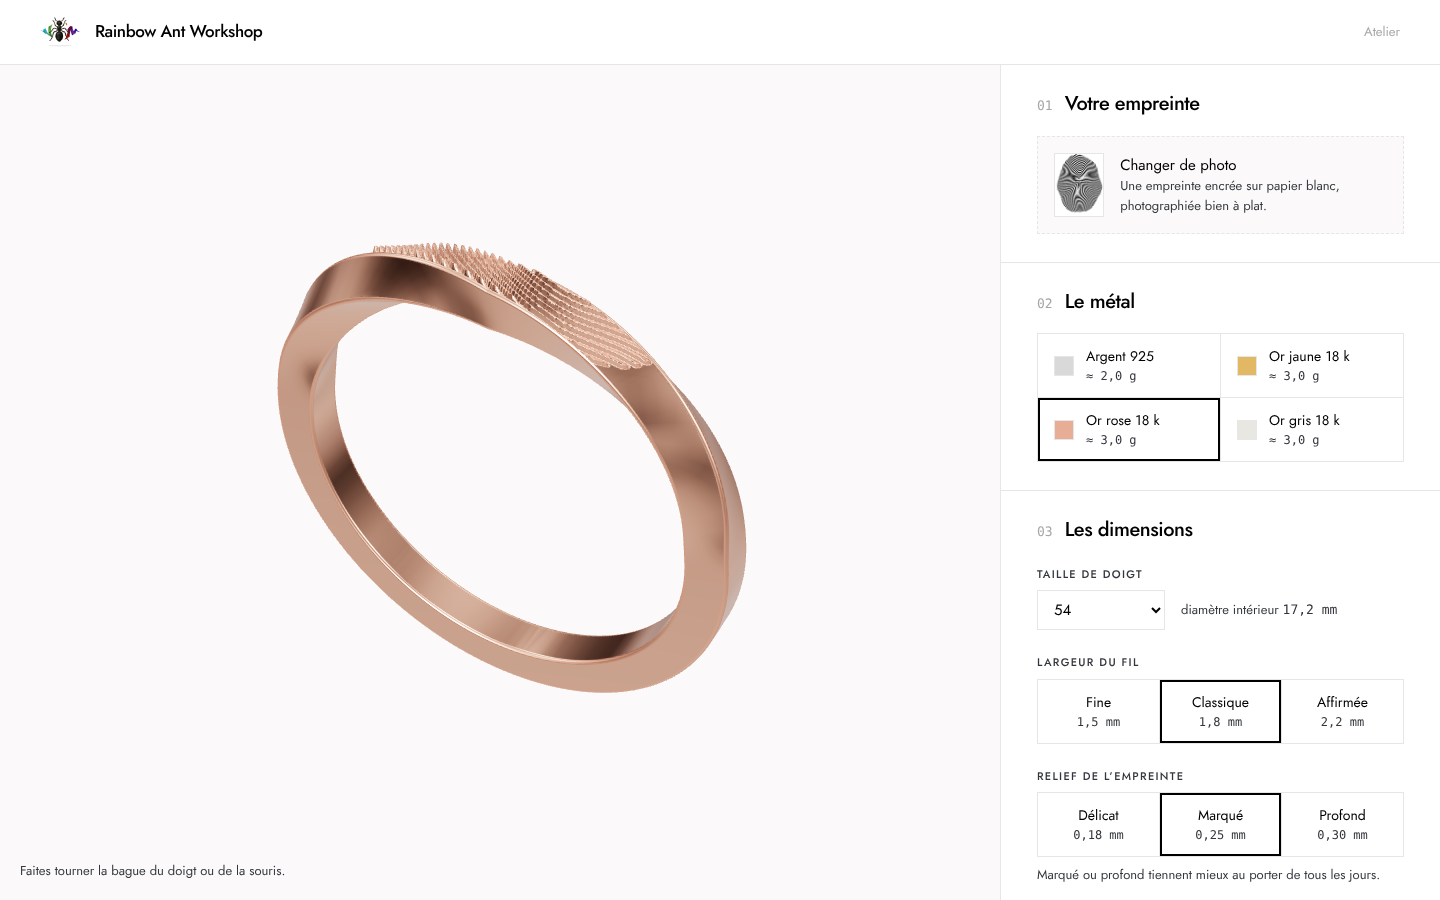 Rainbow Ant Workshop
Atelier
01 Votre empreinte
Changer de photo
Une empreinte encrée sur papier blanc,
photographiée bien à plat.
02 Le métal
Argent 925
≈ 2,0 g
Or jaune 18 k
≈ 3,0 g
Or rose 18 k
≈ 3,0 g
Or gris 18 k
≈ 3,0 g
03 Les dimensions
TAILLE DE DOIGT
54
diamètre intérieur 17,2 mm
LARGEUR DU FIL
Fine
1,5 mm
Classique
1,8 mm
Affirmée
2,2 mm
RELIEF DE L’EMPREINTE
Délicat
0,18 mm
Marqué
0,25 mm
Profond
0,30 mm
Marqué ou profond tiennent mieux au porter de tous les jours.
Faites tourner la bague du doigt ou de la souris.